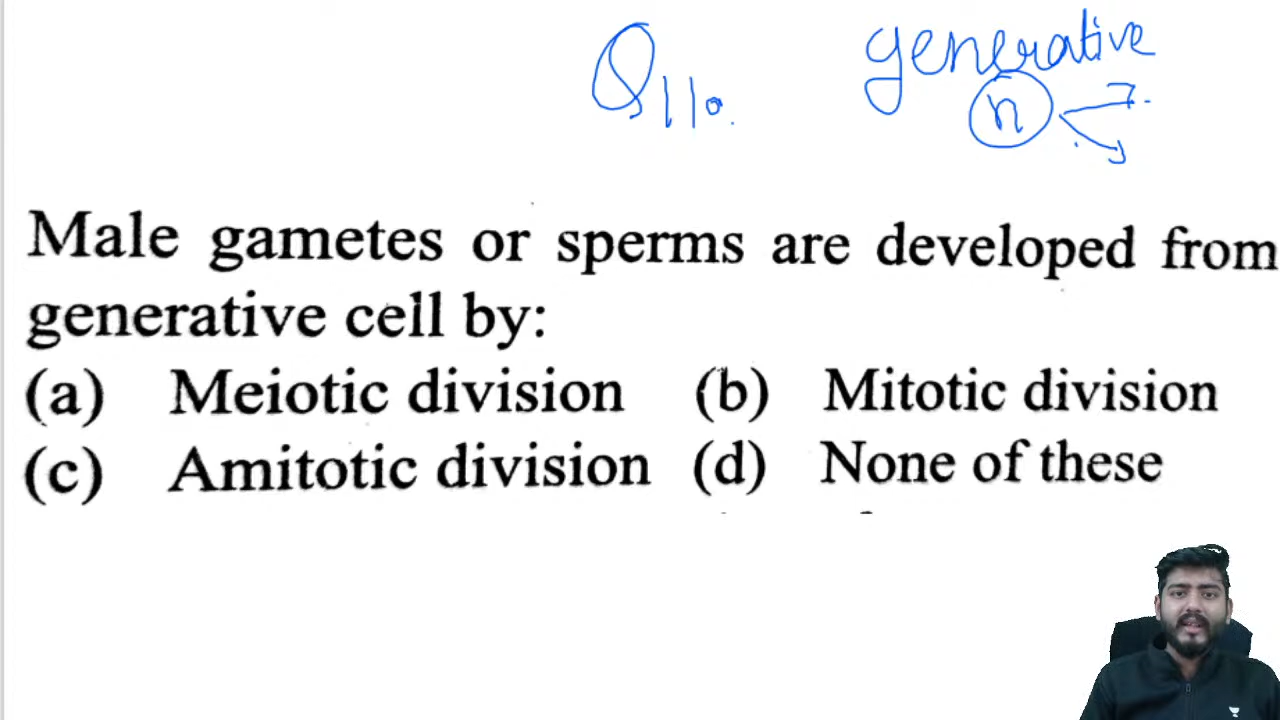 generative
Q110.
n
Male gametes or sperms are developed from
generative cell by:
(a) Meiotic division (b) Mitotic division
(c) Amitotic division (d) None of these